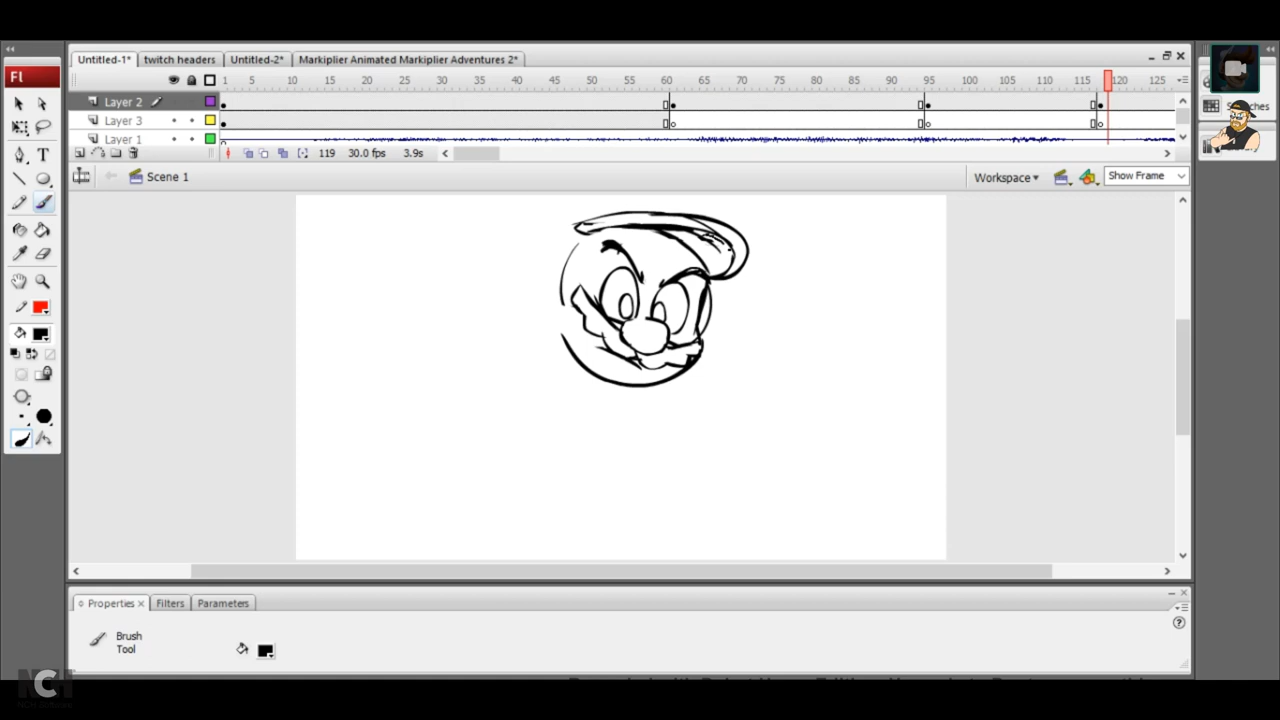 Untitled-1* twitch headers Untitled-2* Markiplier Animated Markiplier Adventures 2*
Fl
1 5 10 15 20 25 30 35 40 45 50 55 60 65 70 75 80 85 90 95 100 105 110 115 120 125
Layer 2
Layer 3
Layer 1
119 30.0 fps 3.9s
Scene 1
Workspace
Show Frame
Properties Filters Parameters
Brush
Tool
NCH
NCH Software